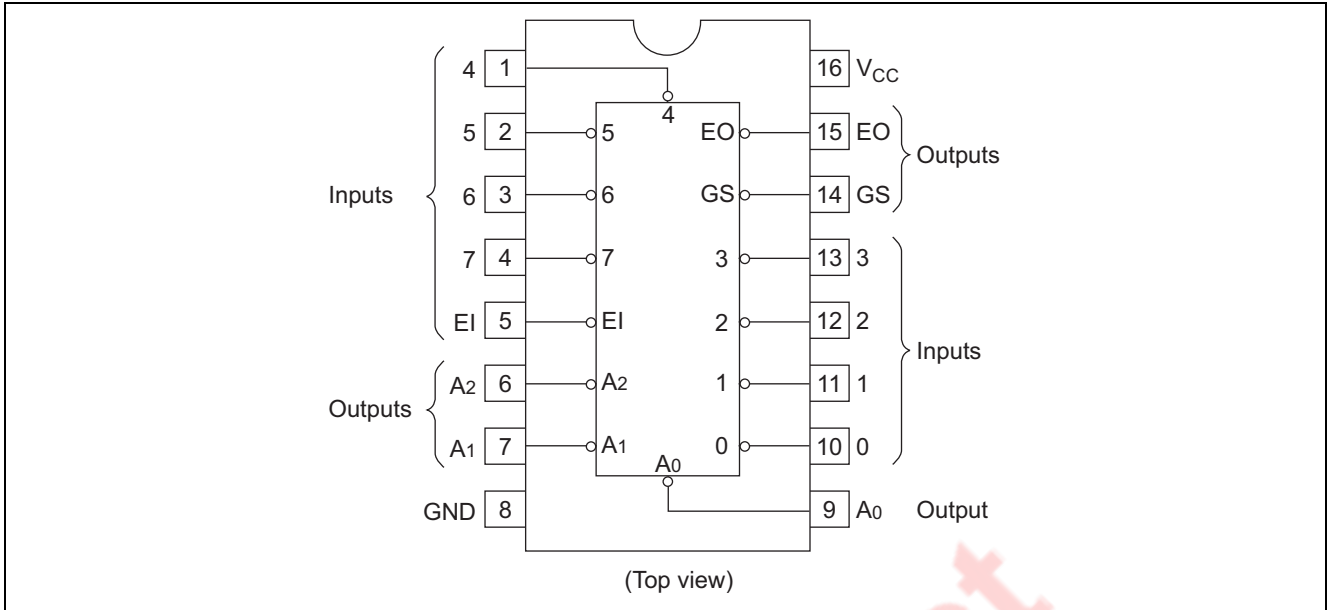 4 1 16 VCC
4
5 2 5 EO 15 EO
Outputs
Inputs 6 3 6 GS 14 GS
7 4 7 3 13 3
EI 5 EI 2 12 2
Inputs
A2 6 A2 1 11 1
Outputs
A1 7 A1 0 10 0
A0
GND 8 9 A0 Output
(Top view)